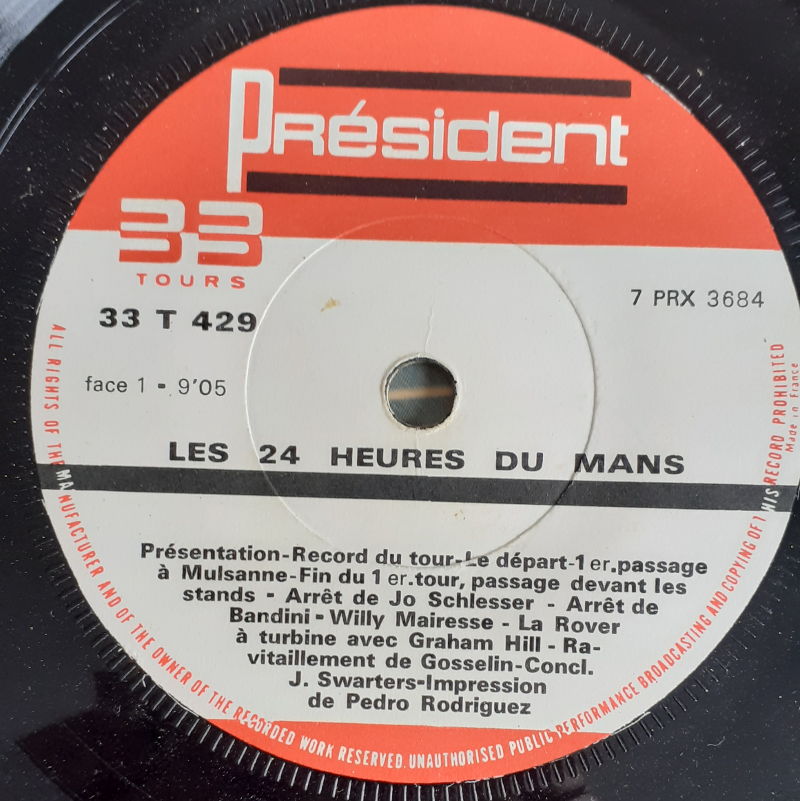 Président
33
TOURS
33 T 429
7 PRX 3684
face 1 - 9'05
LES 24 HEURES DU MANS
Présentation-Record du tour-Le départ-1 er.passage
à Mulsanne-Fin du 1 er.tour, passage devant les
stands - Arrêt de Jo Schlesser - Arrêt de
Bandini - Willy Mairesse - La Rover
à turbine avec Graham Hill - Ra-
vitaillement de Gosselin-Concl.
J. Swarters-Impression
de Pedro Rodriguez
ALL RIGHTS OF THE MANUFACTURER AND OF THE OWNER OF THE RECORDED WORK RESERVED. UNAUTHORISED PUBLIC PERFORMANCE BROADCASTING AND COPYING OF THIS RECORD PROHIBITED
Made in France